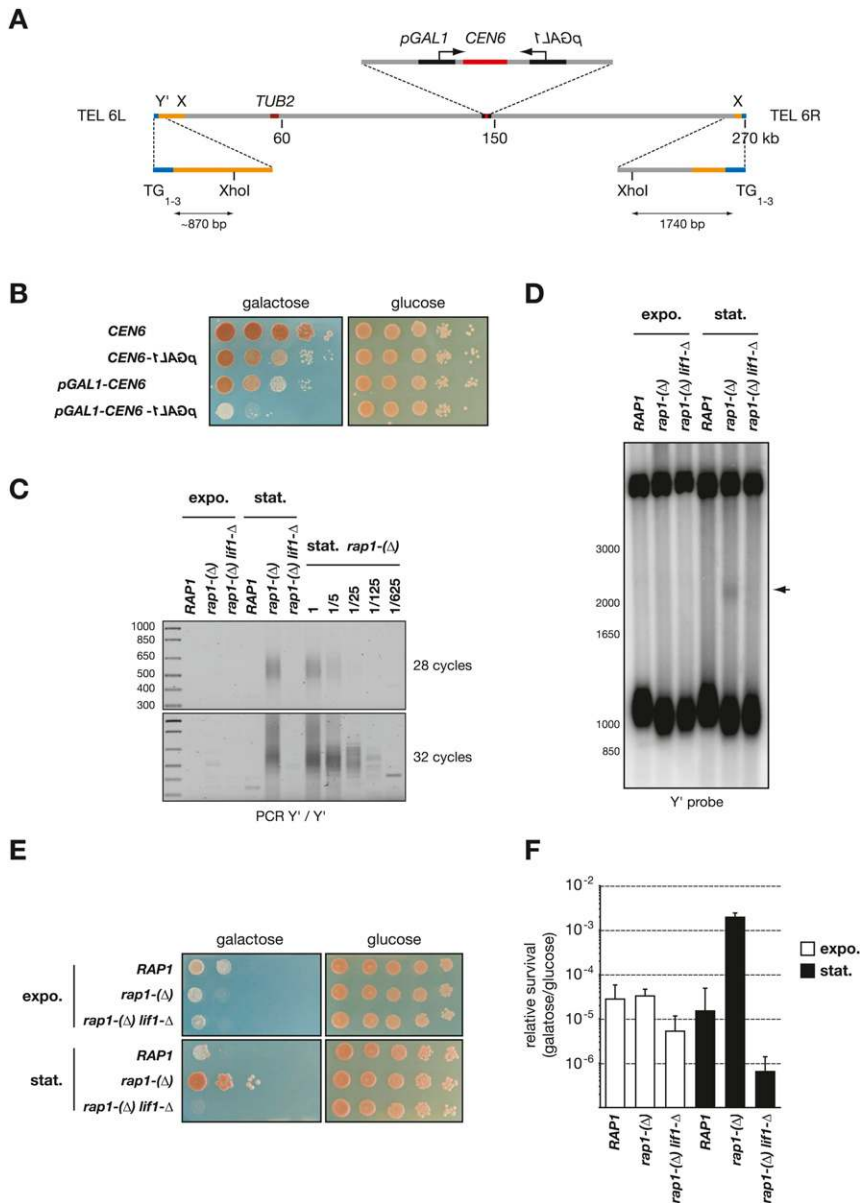 A
pGAL1 CEN6 pGAL1
Y' X TUB2 X
TEL 6L TEL 6R
60 150 270 kb
XhoI XhoI
TG1-3 TG1-3
~870 bp 1740 bp
B
galactose glucose
CEN6
CEN6-pGAL1
pGAL1-CEN6
pGAL1-CEN6 -pGAL1
C
expo. stat.
stat. rap1-(Δ)
RAP1 rap1-(Δ) rap1-(Δ) lif1-Δ RAP1 rap1-(Δ) rap1-(Δ) lif1-Δ 1 1/5 1/25 1/125 1/625
1000
850
650
500
400
300
28 cycles
32 cycles
PCR Y' / Y'
D
expo. stat.
RAP1 rap1-(Δ) rap1-(Δ) lif1-Δ RAP1 rap1-(Δ) rap1-(Δ) lif1-Δ
3000
2000
1650
1000
850
Y' probe
E
galactose glucose
expo.
RAP1
rap1-(Δ)
rap1-(Δ) lif1-Δ
stat.
RAP1
rap1-(Δ)
rap1-(Δ) lif1-Δ
F
relative survival
(galatose/glucose)
10-2
10-3
10-4
10-5
10-6
expo.
stat.
RAP1 rap1-(Δ) rap1-(Δ) lif1-Δ RAP1 rap1-(Δ) rap1-(Δ) lif1-Δ